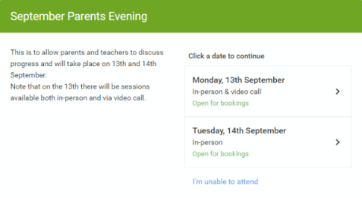 September Parents Evening
This is to allow parents and teachers to discuss
progress and will take place on 13th and 14th
September.
Note that on the 13th there will be sessions
available both in-person and via video call.
Click a date to continue
Monday, 13th September
In-person & video call
Open for bookings
Tuesday, 14th September
In-person
Open for bookings
I'm unable to attend